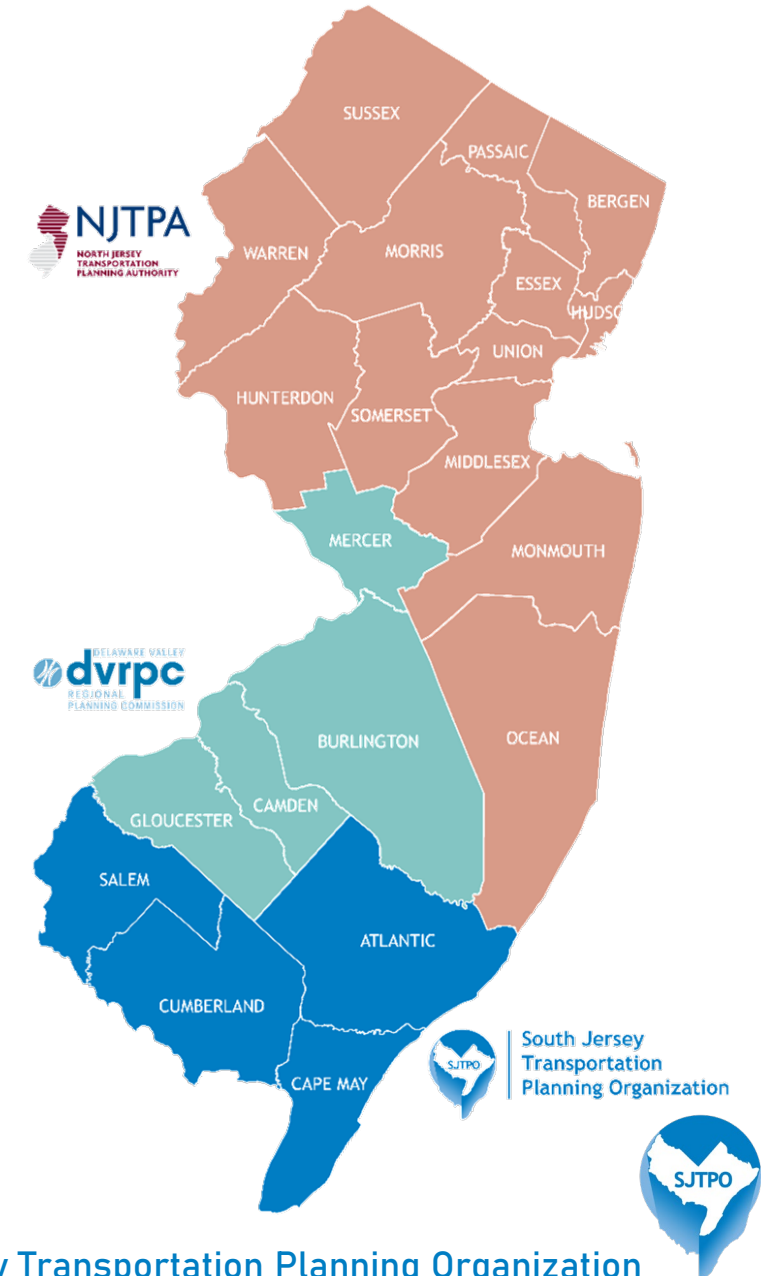 SUSSEX
PASSAIC
BERGEN
NJTPA
NORTH JERSEY
TRANSPORTATION
PLANNING AUTHORITY
WARREN
MORRIS
ESSEX
HUDSO
UNION
HUNTERDON
SOMERSET
MIDDLESEX
MERCER
MONMOUTH
DELAWARE VALLEY
dvrpc
REGIONAL
PLANNING COMMISSION
BURLINGTON
OCEAN
CAMDEN
GLOUCESTER
SALEM
ATLANTIC
CUMBERLAND
CAPE MAY
SJTPO
South Jersey
Transportation
Planning Organization
SJTPO
y Transportation Planning Organization